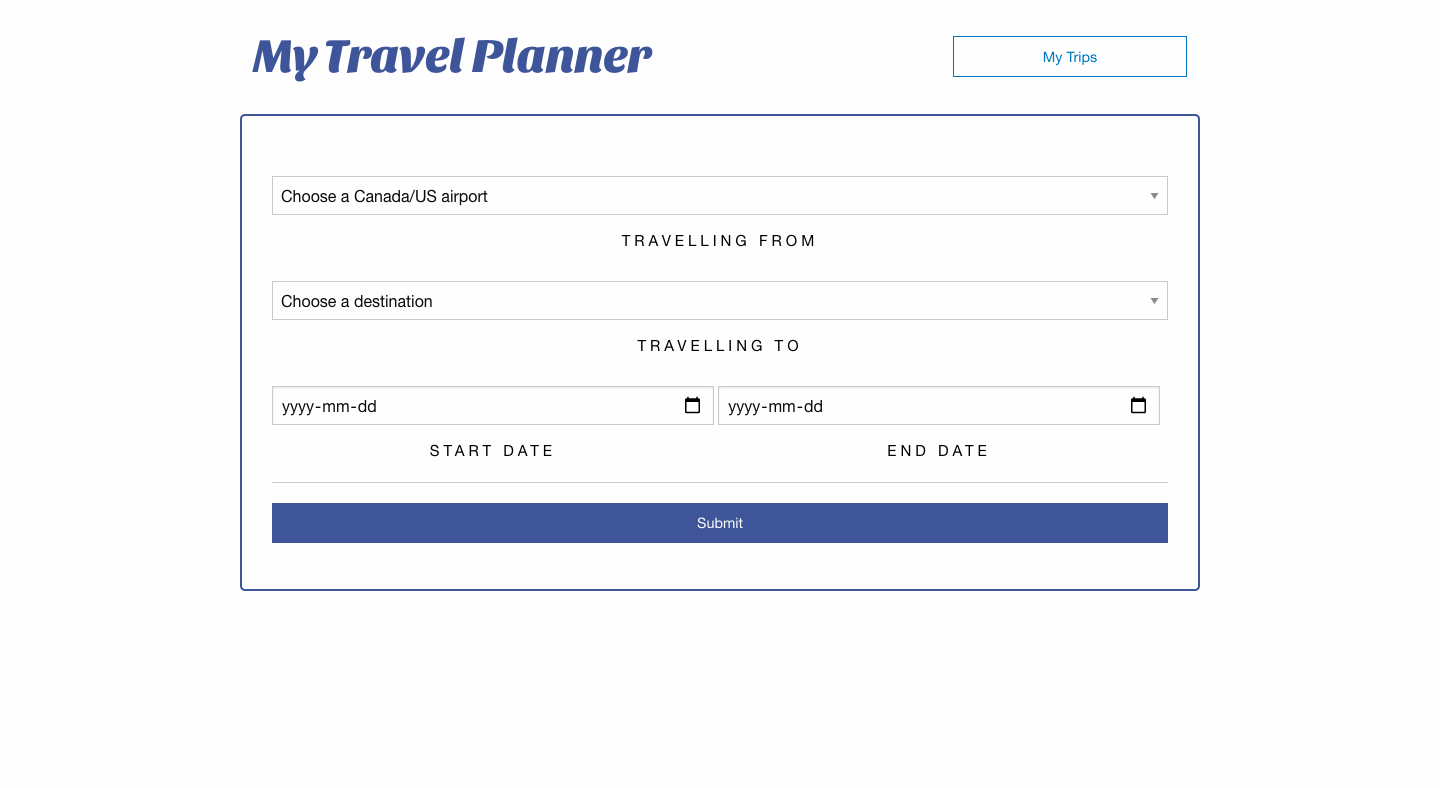 My Travel Planner
My Trips
Choose a Canada/US airport
TRAVELLING FROM
Choose a destination
TRAVELLING TO
yyyy-mm-dd yyyy-mm-dd
START DATE END DATE
Submit